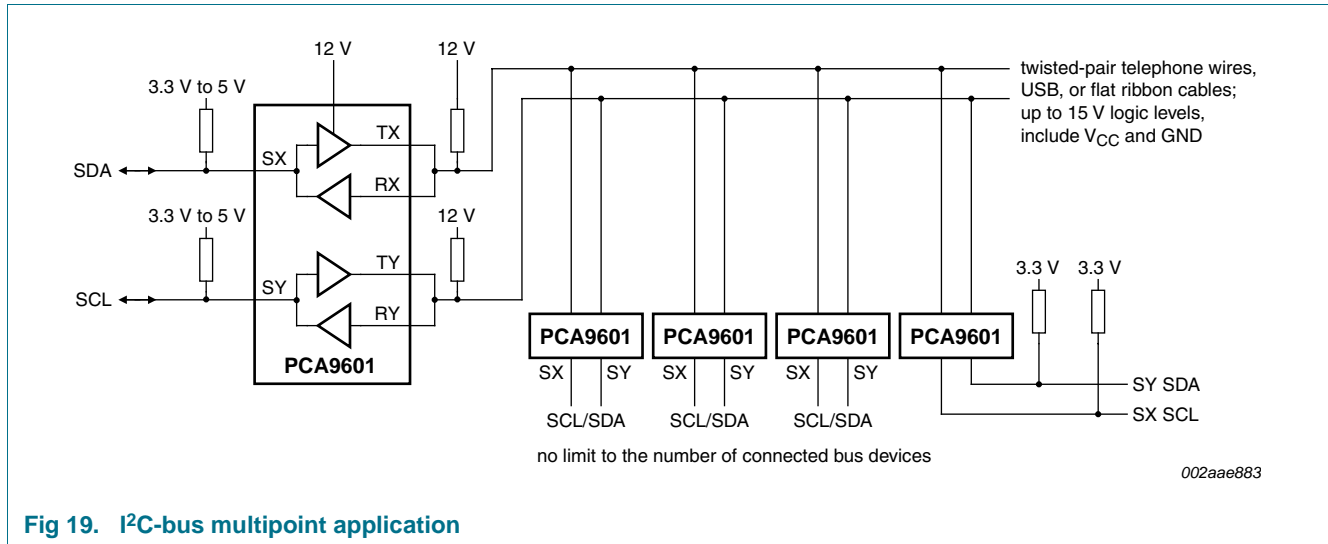 12 V
12 V
3.3 V to 5 V
twisted-pair telephone wires,
USB, or flat ribbon cables;
up to 15 V logic levels,
include VCC and GND
TX
SX
SDA
RX
3.3 V to 5 V
12 V
TY
SY
SCL
RY
PCA9601
3.3 V
3.3 V
PCA9601
PCA9601
PCA9601
PCA9601
SX
SY
SX
SY
SX
SY
SY SDA
SCL/SDA
SCL/SDA
SCL/SDA
SX SCL
no limit to the number of connected bus devices
002aae883
Fig 19. I²C-bus multipoint application